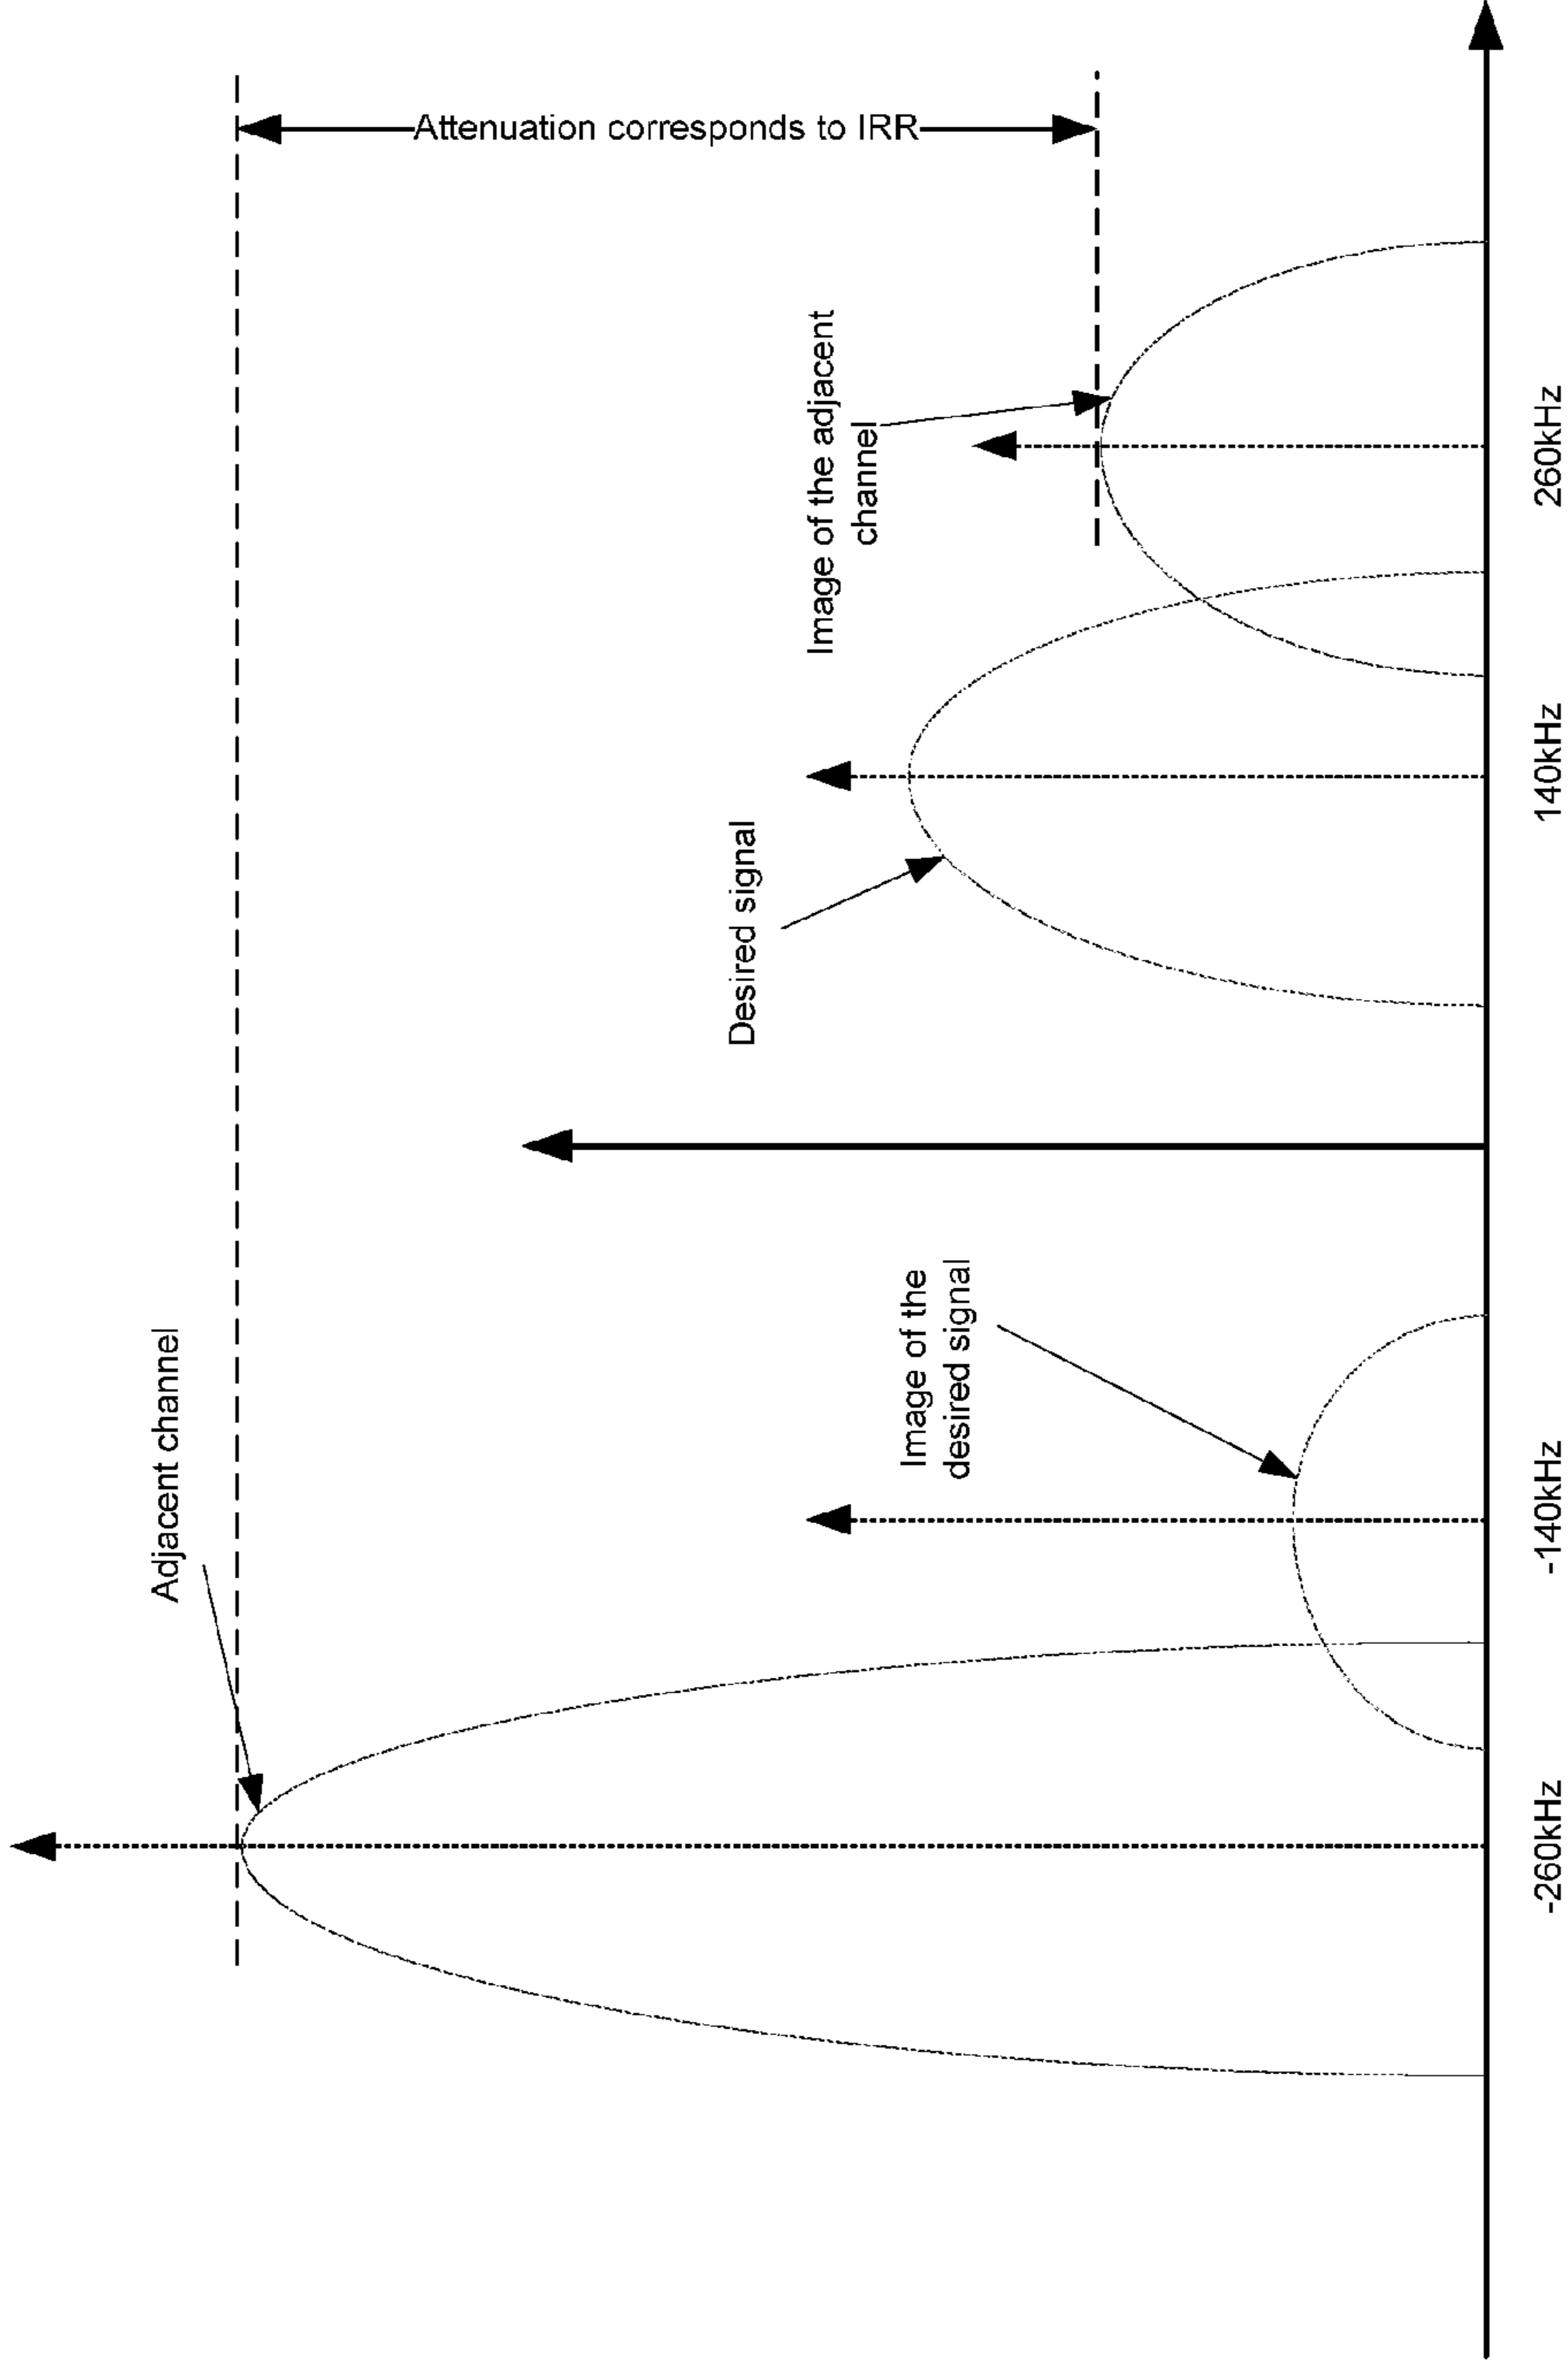 Adjacent channel
Attenuation corresponds to IRR
Desired signal
Image of the adjacent
channel
Image of the
desired signal
-260kHz
-140kHz
140kHz
260kHz